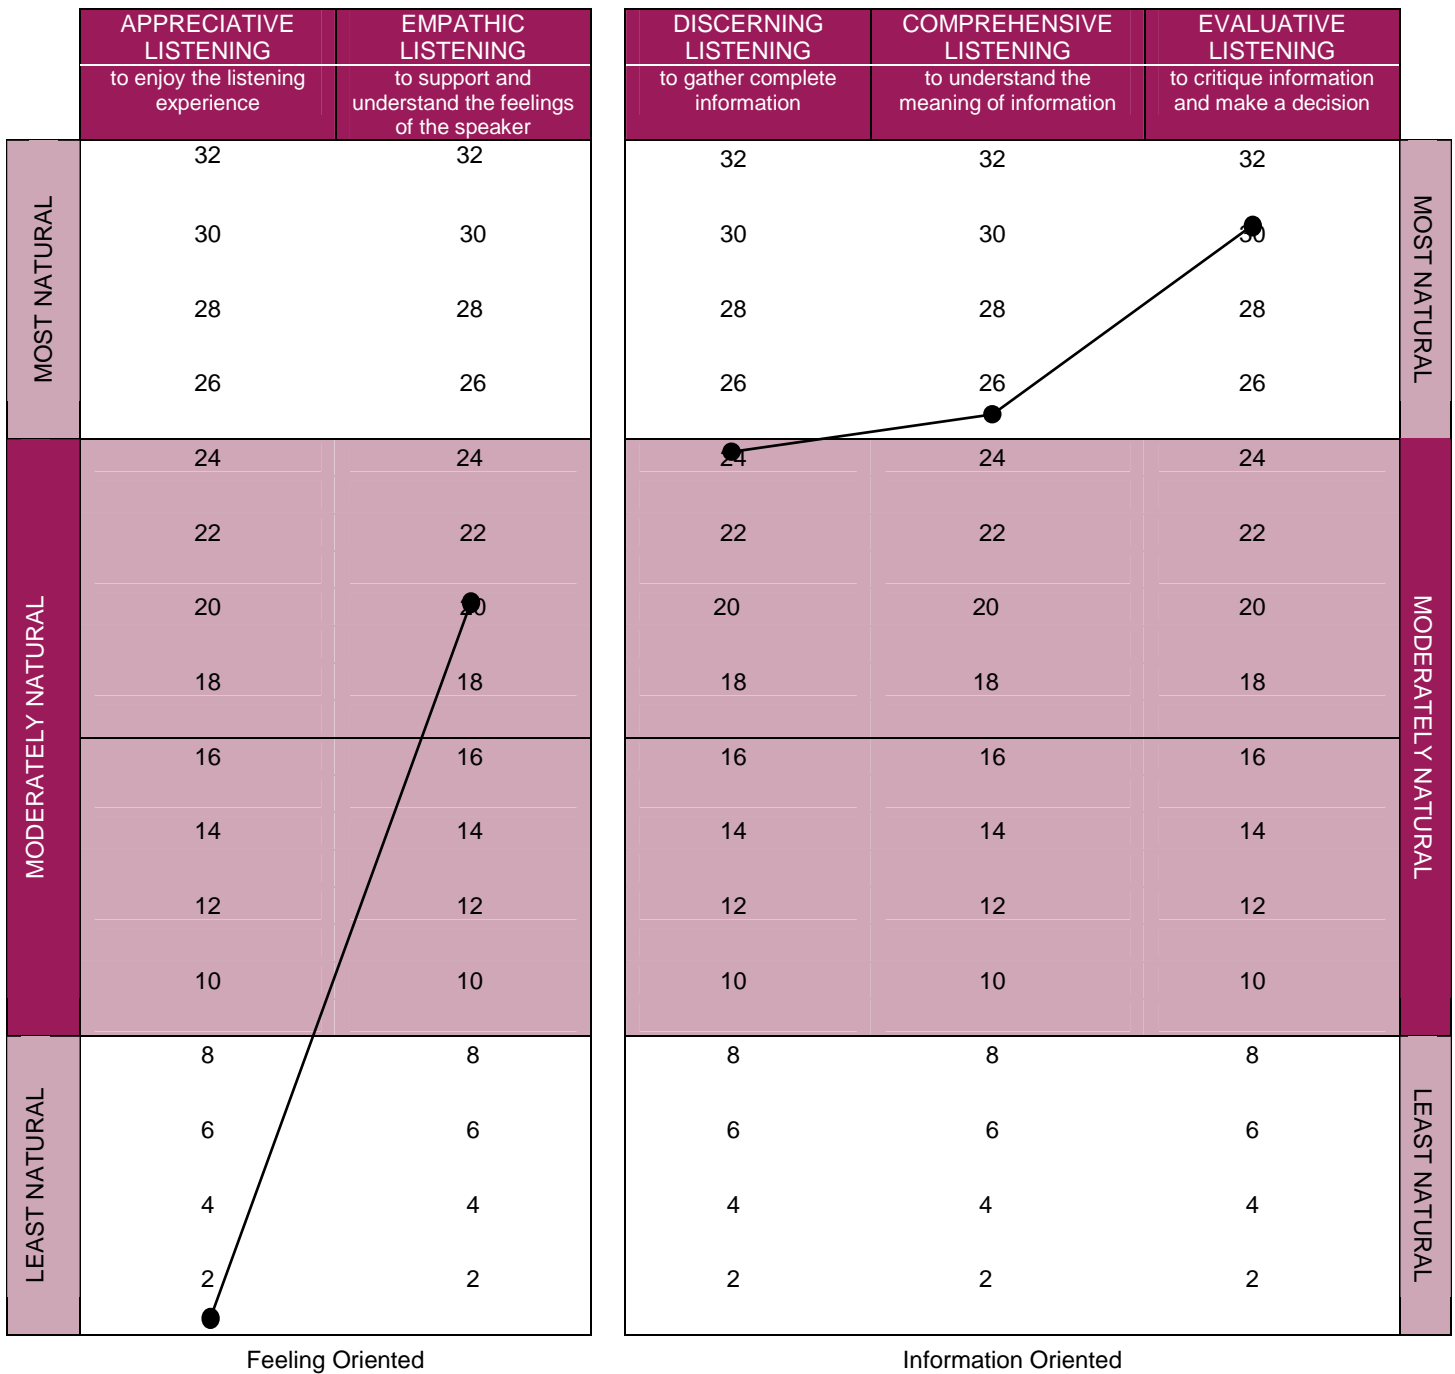 APPRECIATIVE
LISTENING
to enjoy the listening
experience
EMPATHIC
LISTENING
to support and
understand the feelings
of the speaker
DISCERNING
LISTENING
to gather complete
information
COMPREHENSIVE
LISTENING
to understand the
meaning of information
EVALUATIVE
LISTENING
to critique information
and make a decision
MOST NATURAL
32 32 32 32 32
30 30 30 30 30
28 28 28 28 28
26 26 26 26 26
MOST NATURAL
MODERATELY NATURAL
24 24 24 24 24
22 22 22 22 22
20 20 20 20 20
18 18 18 18 18
16 16 16 16 16
14 14 14 14 14
12 12 12 12 12
10 10 10 10 10
MODERATELY NATURAL
LEAST NATURAL
8 8 8 8 8
6 6 6 6 6
4 4 4 4 4
2 2 2 2 2
LEAST NATURAL
Feeling Oriented
Information Oriented